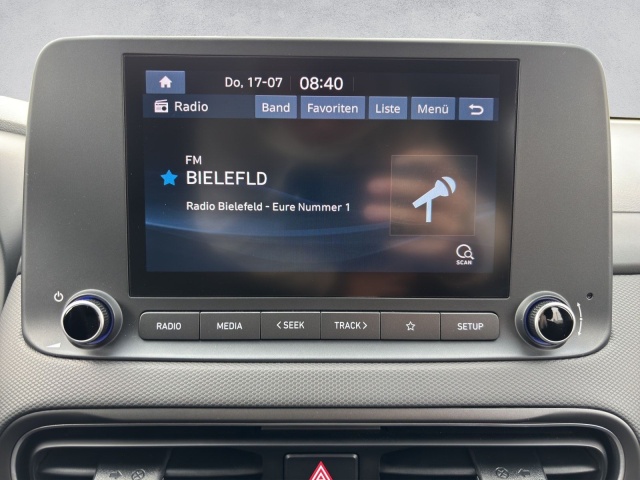 Do, 17-07 08:40
Radio Band Favoriten Liste Menü
FM
BIELEFLD
Radio Bielefeld - Eure Nummer 1
SCAN
RADIO MEDIA < SEEK TRACK > SETUP